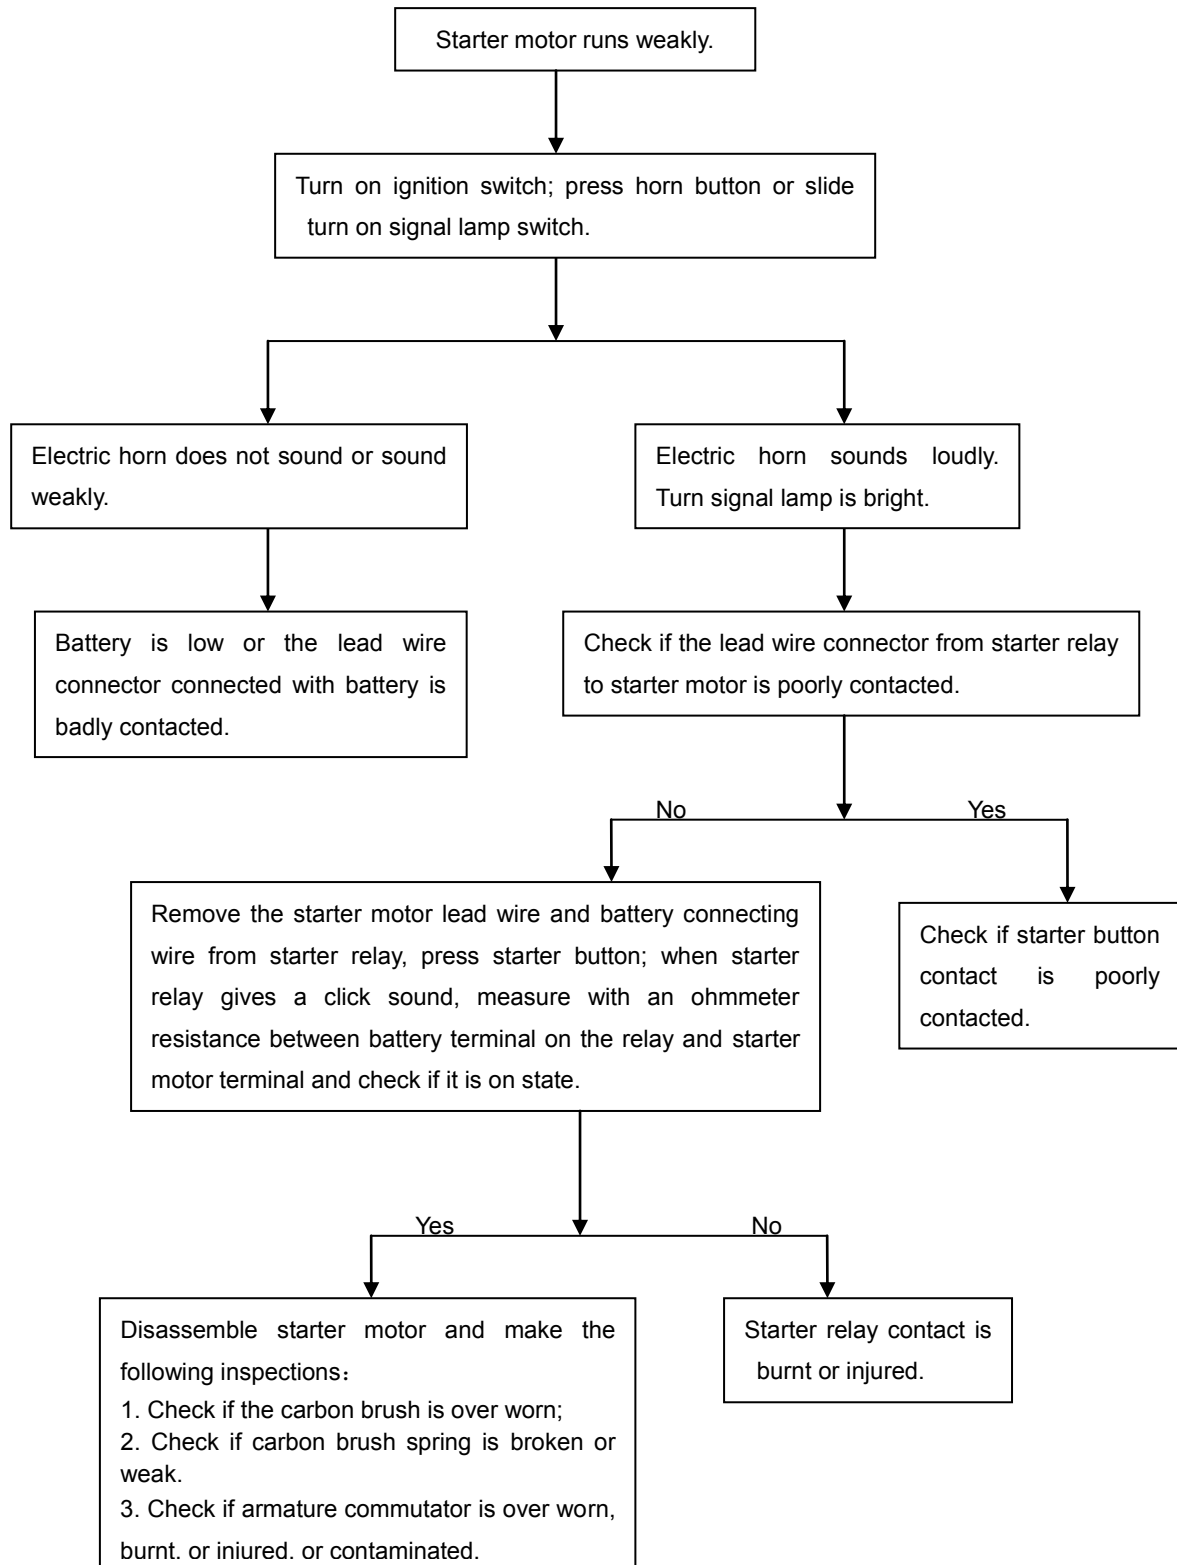 Starter motor runs weakly.
Turn on ignition switch; press horn button or slide
turn on signal lamp switch.
Electric horn does not sound or sound
weakly.
Electric horn sounds loudly.
Turn signal lamp is bright.
Battery is low or the lead wire
connector connected with battery is
badly contacted.
Check if the lead wire connector from starter relay
to starter motor is poorly contacted.
No
Yes
Remove the starter motor lead wire and battery connecting
wire from starter relay, press starter button; when starter
relay gives a click sound, measure with an ohmmeter
resistance between battery terminal on the relay and starter
motor terminal and check if it is on state.
Check if starter button
contact is poorly
contacted.
Yes
No
Disassemble starter motor and make the
following inspections：
1. Check if the carbon brush is over worn;
2. Check if carbon brush spring is broken or
weak.
3. Check if armature commutator is over worn,
burnt, or injured, or contaminated.
Starter relay contact is
burnt or injured.